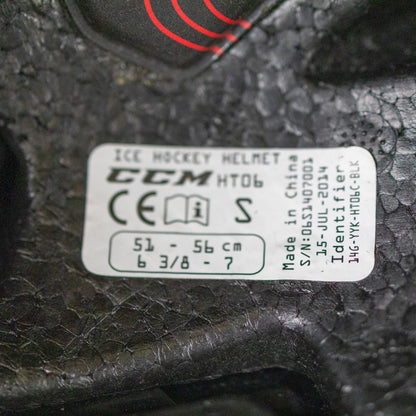 ICE HOCKEY HELMET
CCM HT06
CE S
51 - 56 cm
6 3/8 - 7
Made in China
S/N:06S1407001
15-JUL-2014
Identifier
14G-YYK-HT06C-BLK